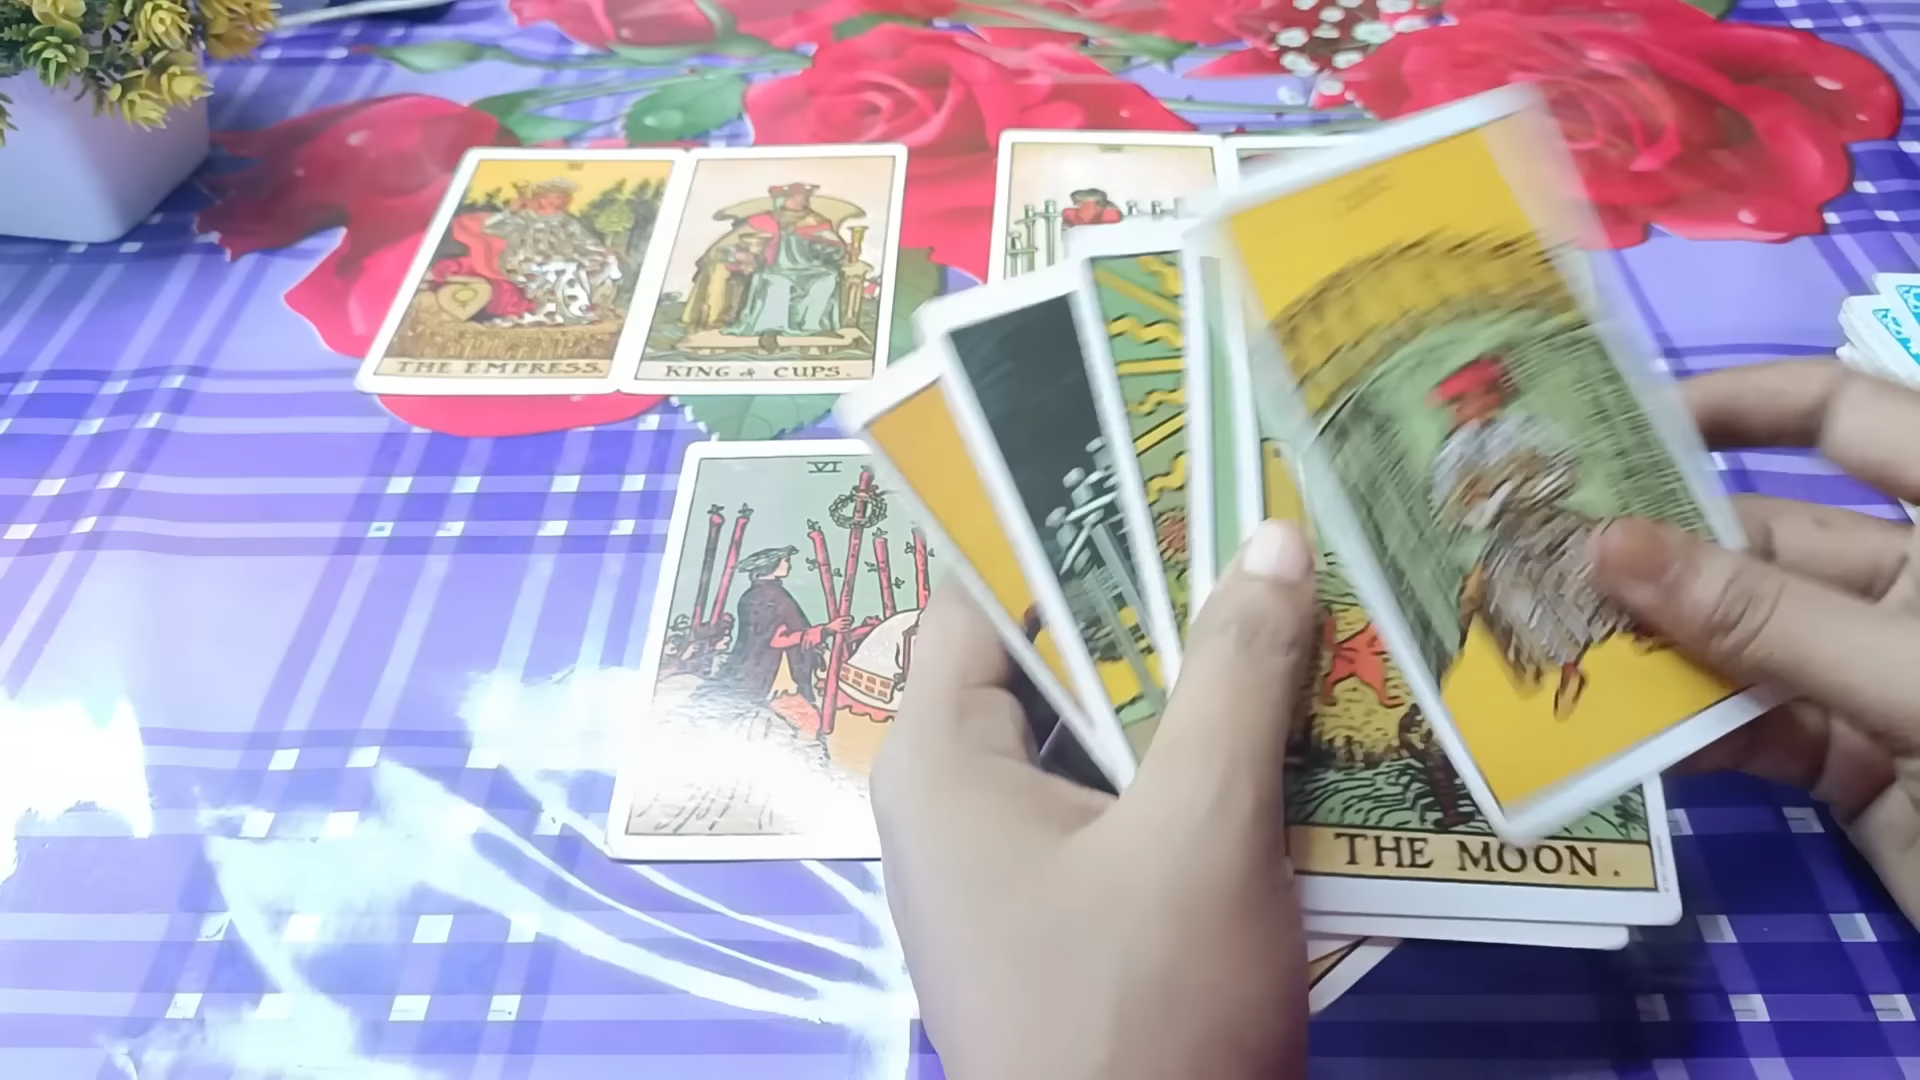 THE EMPRESS.
KING of CUPS.
VI
THE MOON.